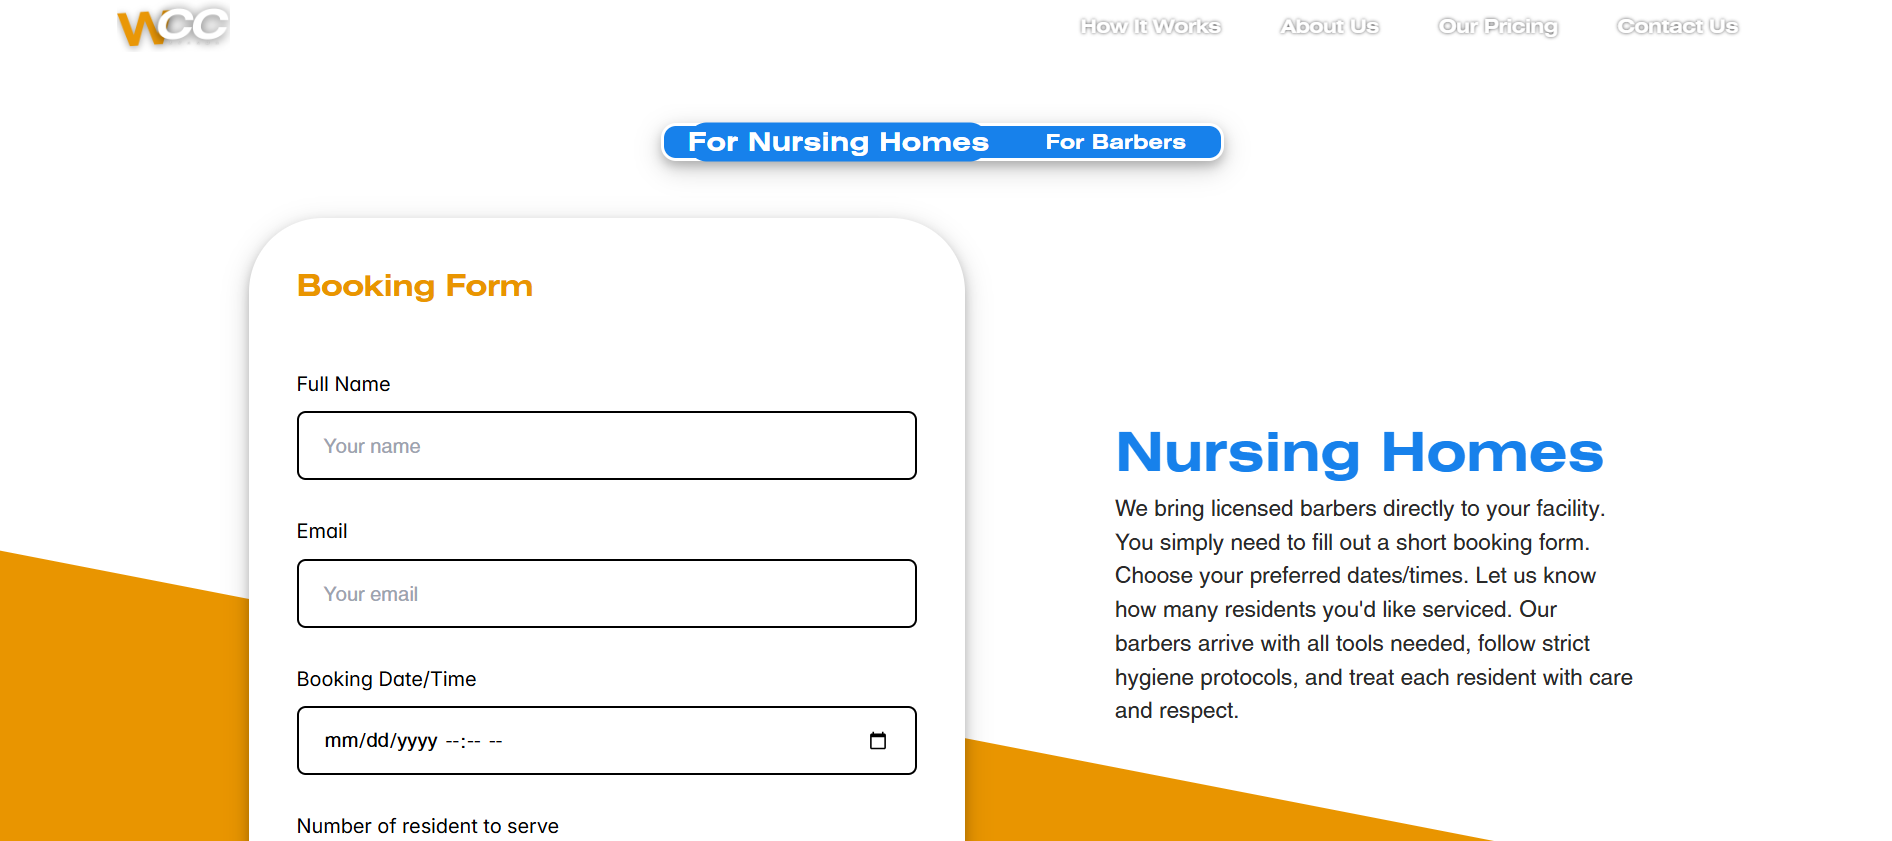 WCC
How It Works
About Us
Our Pricing
Contact Us
For Nursing Homes
For Barbers
Booking Form
Full Name
Your name
Email
Your email
Booking Date/Time
mm/dd/yyyy --:-- --
Number of resident to serve
Nursing Homes
We bring licensed barbers directly to your facility.
You simply need to fill out a short booking form.
Choose your preferred dates/times. Let us know
how many residents you'd like serviced. Our
barbers arrive with all tools needed, follow strict
hygiene protocols, and treat each resident with care
and respect.